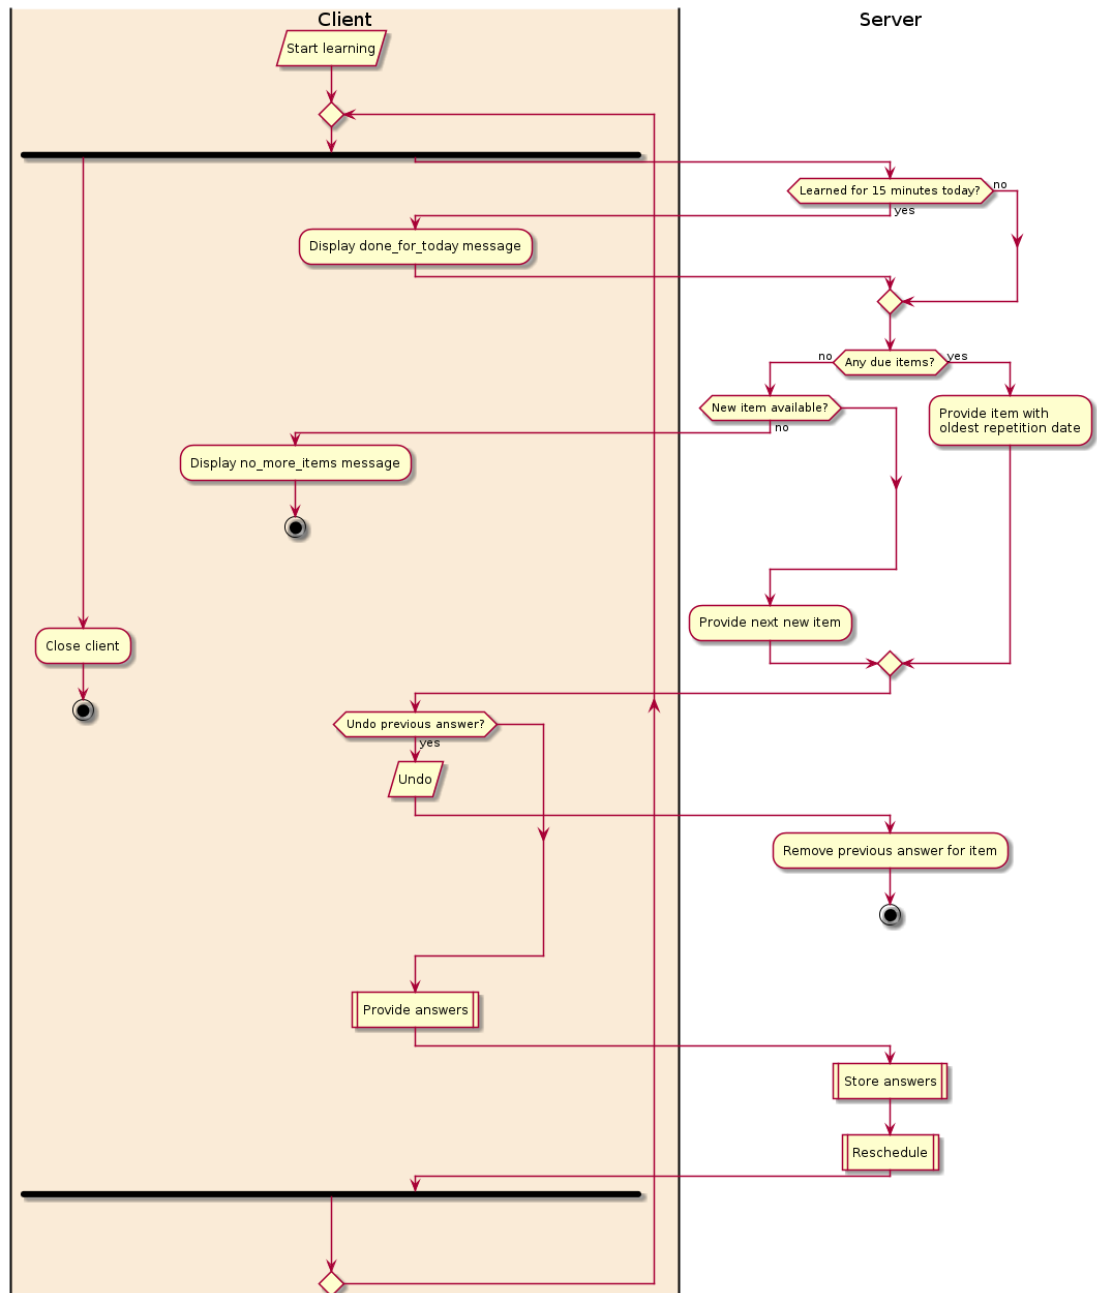 Client
Server
Start learning
Learned for 15 minutes today?
no
yes
Display done_for_today message
no
Any due items?
yes
New item available?
no
Provide item with
oldest repetition date
Display no_more_items message
Provide next new item
Close client
Undo previous answer?
yes
Undo
Remove previous answer for item
Provide answers
Store answers
Reschedule